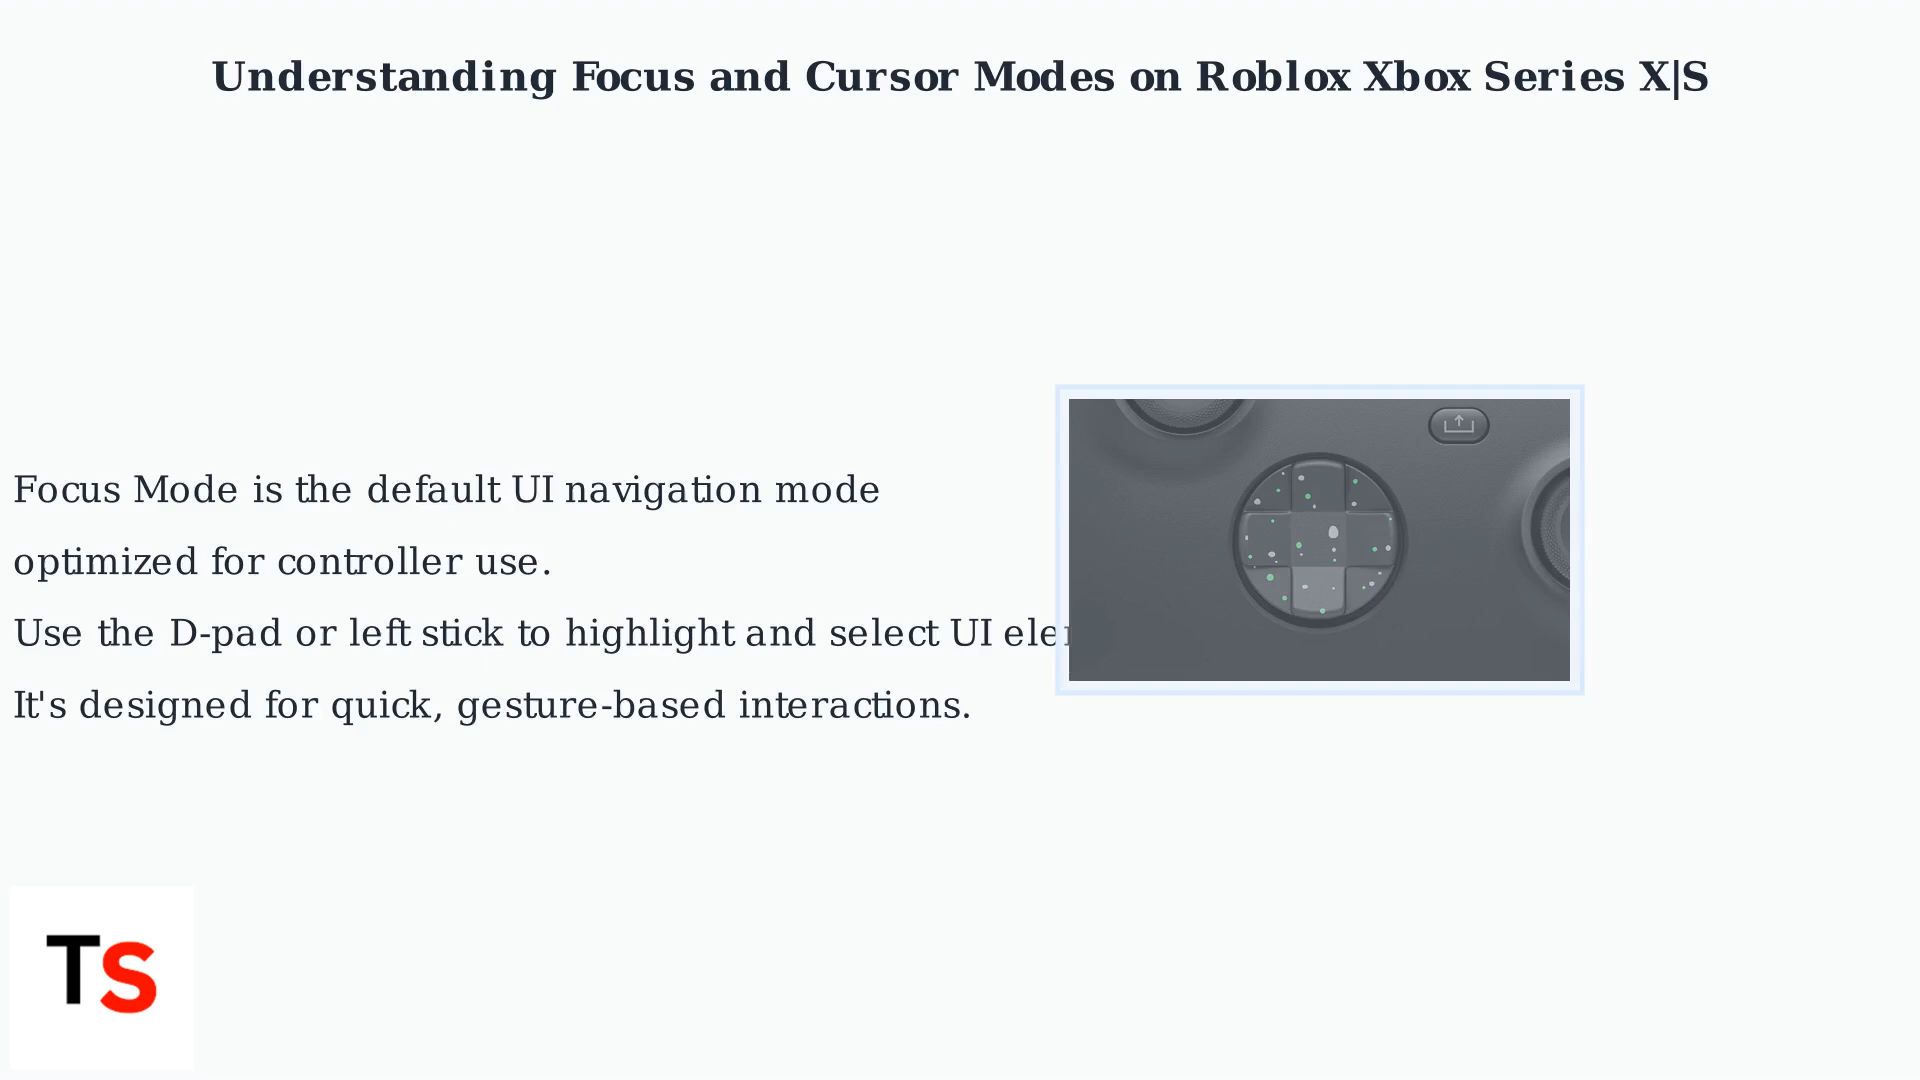 Understanding Focus and Cursor Modes on Roblox Xbox Series X|S
Focus Mode is the default UI navigation mode
optimized for controller use.
Use the D-pad or left stick to highlight and select UI
It's designed for quick, gesture-based interactions.
TS